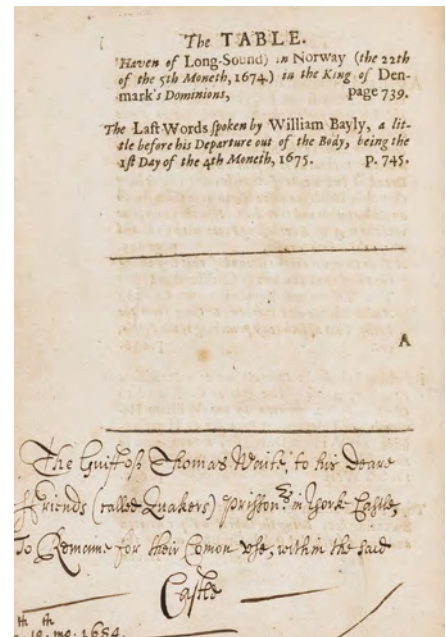 The TABLE.
Haven of Long-Sound) in Norway (the 22th
of the 5th Moneth, 1674.) in the King of Den-
mark's Dominions, page 739.
The Laſt Words ſpoken by William Bayly, a lit-
tle before his Departure out of the Body, being the
1ſt Day of the 4th Moneth, 1675. p. 745.
A
The Guift of Thomas Waite, to his Deare
ffriends (called Quakers) priſon:rs in Yorke Caſtle,
To Remaine for their Comon vſe, within the ſaid
Caſtle
th th
10. mo. 1684.